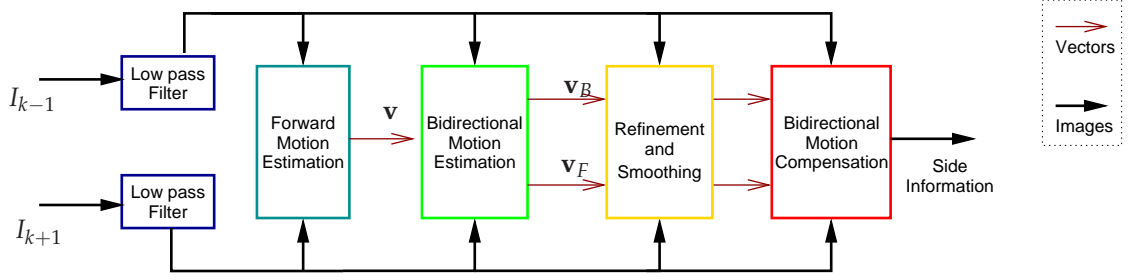 I_{k−1}
Low pass
Filter
I_{k+1}
Low pass
Filter
Forward
Motion
Estimation
v
Bidirectional
Motion
Estimation
v_B
v_F
Refinement
and
Smoothing
Bidirectional
Motion
Compensation
Side
Information
Vectors
Images